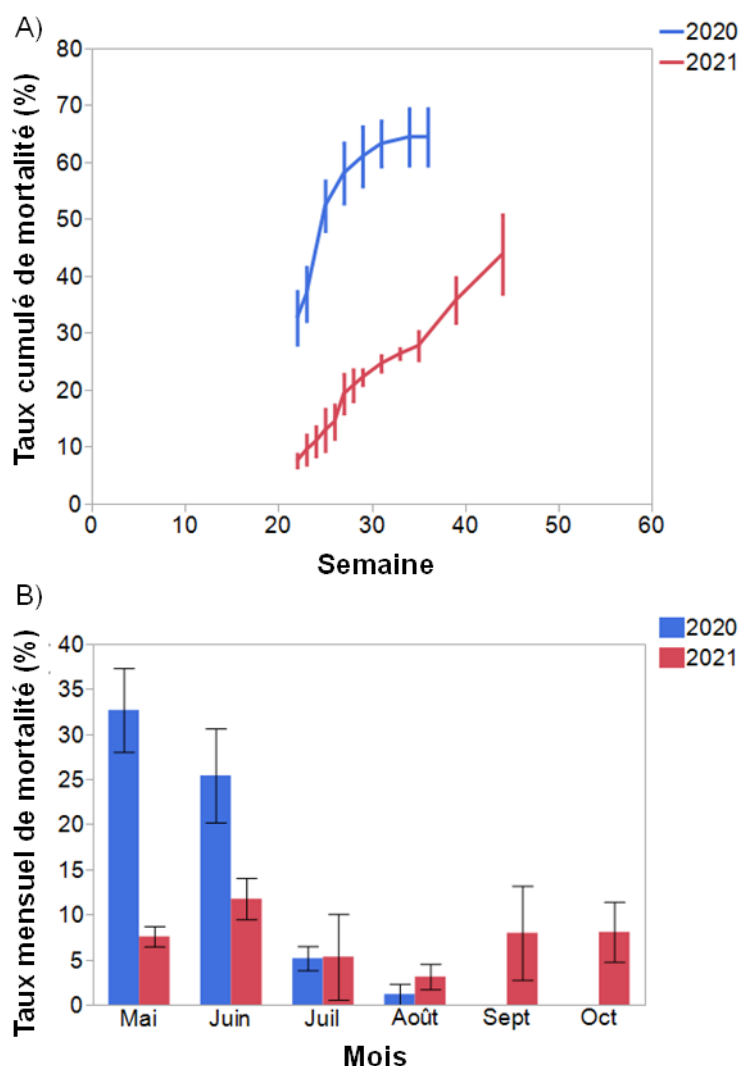 A)
2020
2021
Taux cumulé de mortalité (%)
80
70
60
50
40
30
20
10
0
0 10 20 30 40 50 60
Semaine
B)
2020
2021
Taux mensuel de mortalité (%)
40
35
30
25
20
15
10
5
0
Mai Juin Juil Août Sept Oct
Mois